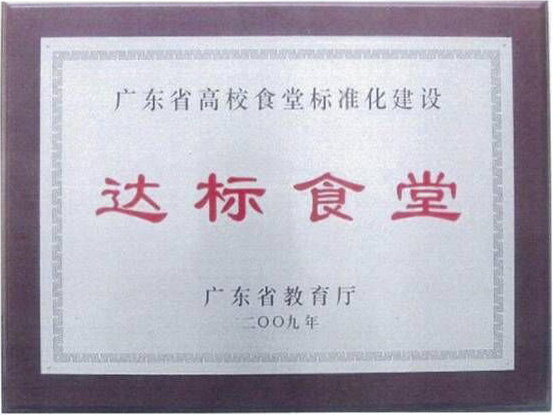 广东省高校食堂标准化建设
达标食堂
广东省教育厅
二〇〇九年